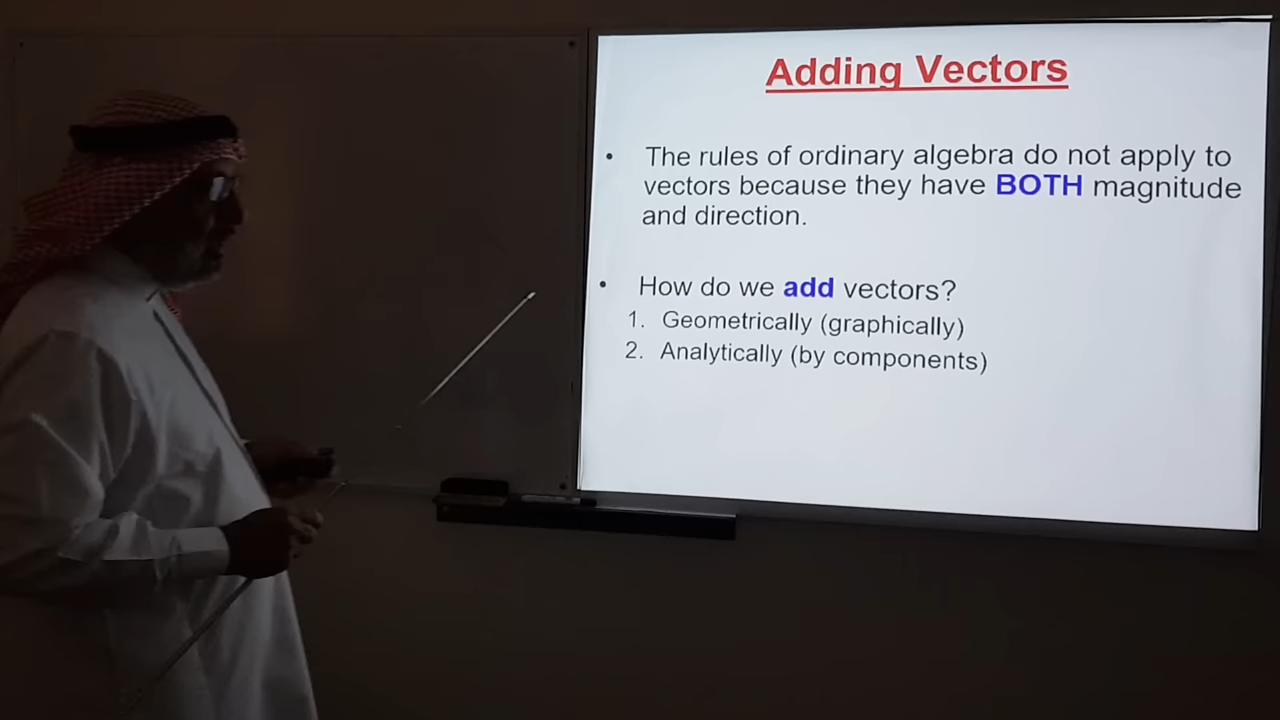 Adding Vectors
• The rules of ordinary algebra do not apply to
vectors because they have BOTH magnitude
and direction.
• How do we add vectors?
1. Geometrically (graphically)
2. Analytically (by components)